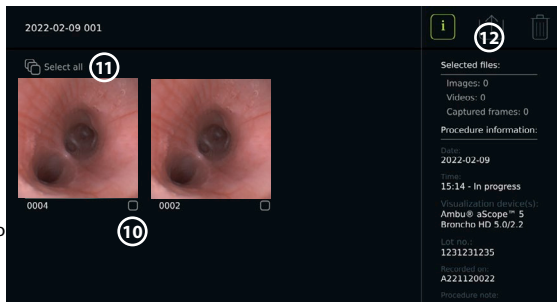 2022-02-09 001
i
12
Select all
11
0004
0002
10
o
Selected files:
Images: 0
Videos: 0
Captured frames: 0
Procedure information:
Date:
2022-02-09
Time:
15:14 - In progress
Visualization device(s):
Ambu® aScope™ 5
Broncho HD 5.0/2.2
Lot no.:
1231231235
Recorded on:
A221120022
Procedure note: